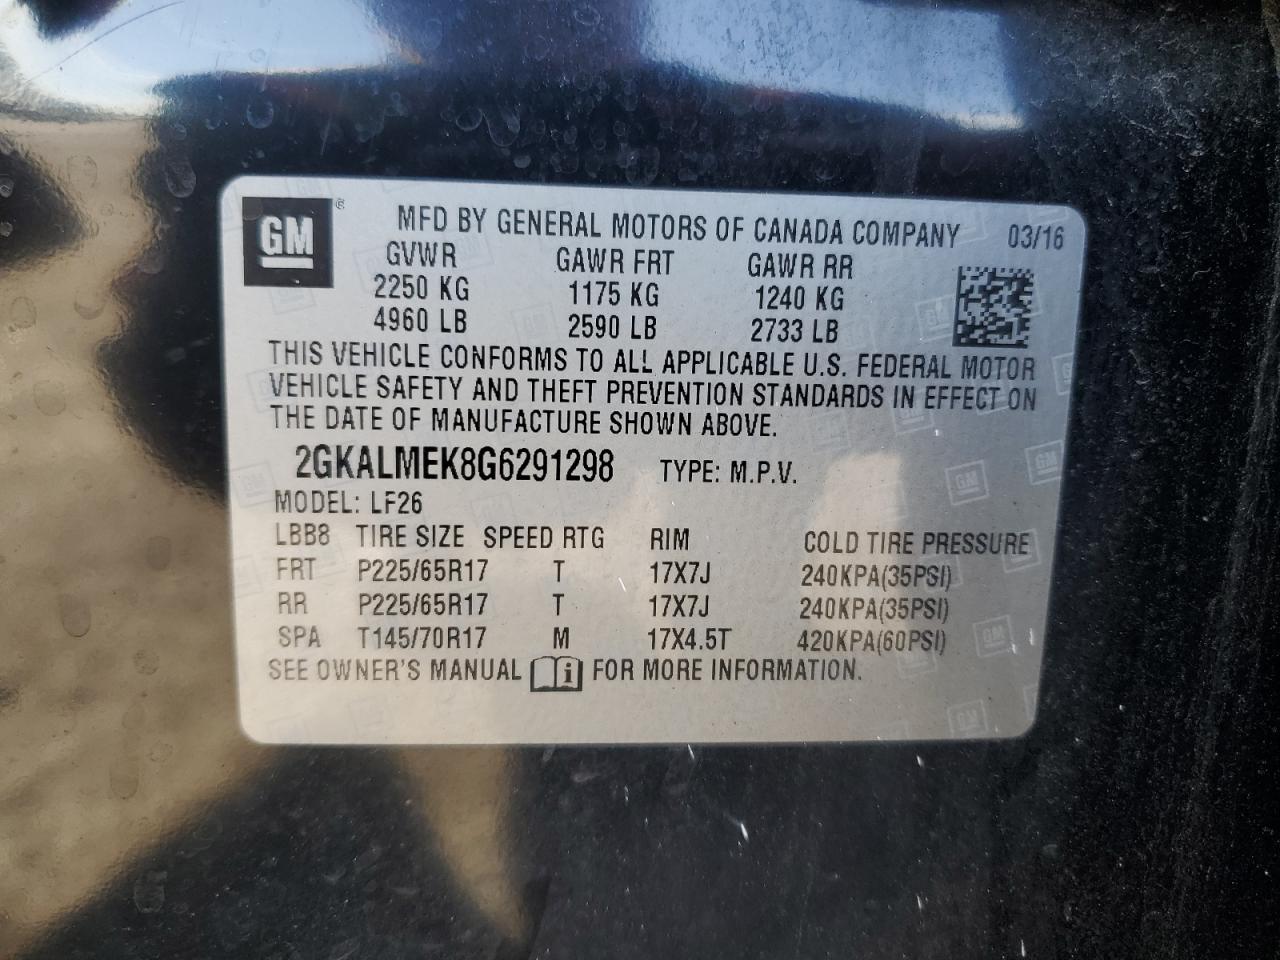 GM ® MFD BY GENERAL MOTORS OF CANADA COMPANY 03/16
GVWR GAWR FRT GAWR RR
2250 KG 1175 KG 1240 KG
4960 LB 2590 LB 2733 LB
THIS VEHICLE CONFORMS TO ALL APPLICABLE U.S. FEDERAL MOTOR
VEHICLE SAFETY AND THEFT PREVENTION STANDARDS IN EFFECT ON
THE DATE OF MANUFACTURE SHOWN ABOVE.
2GKALMEK8G6291298 TYPE: M.P.V.
MODEL: LF26
LBB8 TIRE SIZE SPEED RTG RIM COLD TIRE PRESSURE
FRT P225/65R17 T 17X7J 240KPA(35PSI)
RR P225/65R17 T 17X7J 240KPA(35PSI)
SPA T145/70R17 M 17X4.5T 420KPA(60PSI)
SEE OWNER'S MANUAL i FOR MORE INFORMATION.